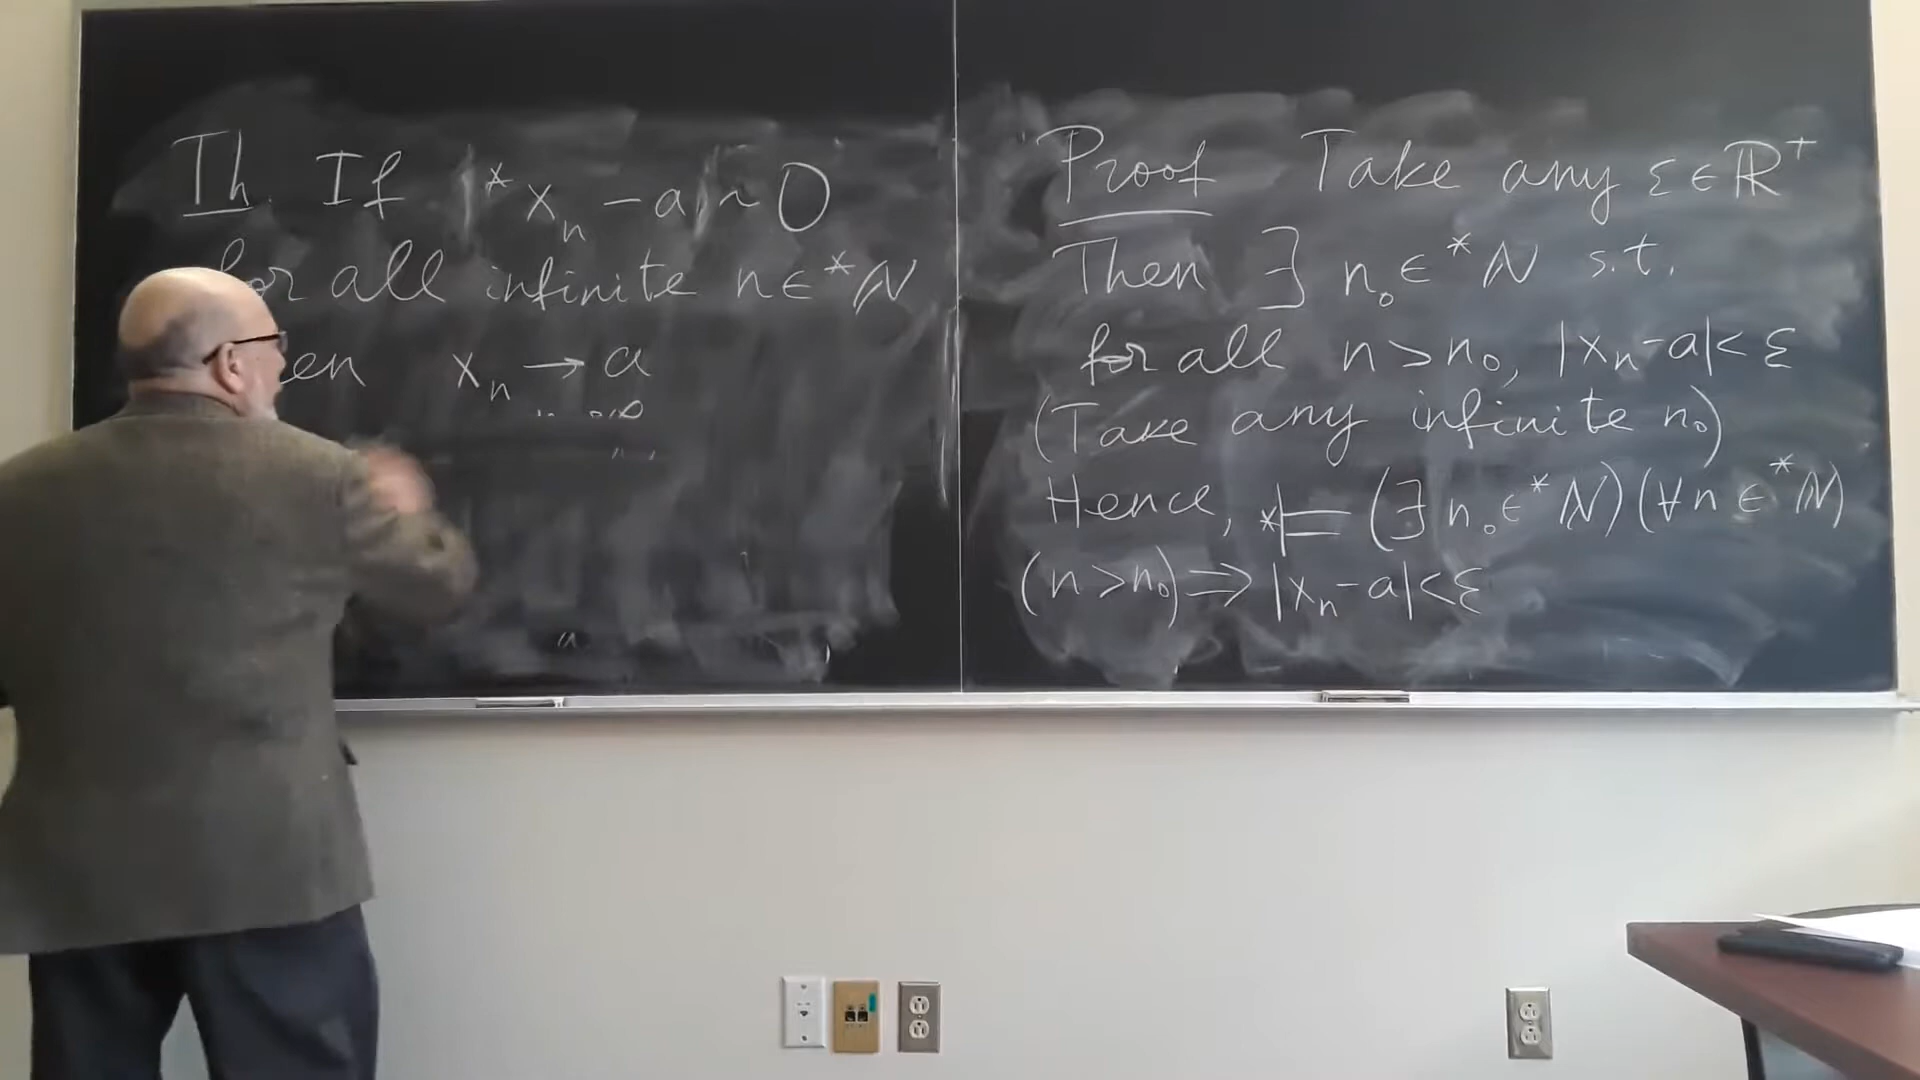 Th. If |*xₙ - a| ~ 0
for all infinite n ∈ *N
en xₙ → a
Proof Take any ε ∈ R⁺
Then ∃ n₀ ∈ *N s.t.
for all n > n₀, |xₙ - a| < ε
(Take any infinite n₀)
Hence, *⊨ (∃ n₀ ∈ *N)(∀n ∈ *N)
(n > n₀) ⇒ |xₙ - a| < ε